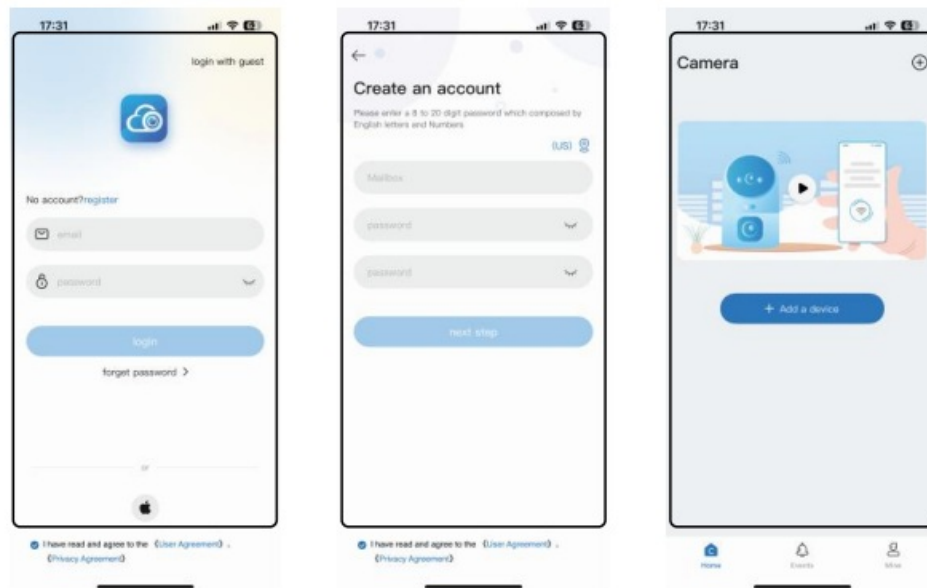 17:31
login with guest
No account?register
email
password
login
forget password >
or
I have read and agree to the 《User Agreement》 ,
《Privacy Agreement》
17:31
Create an account
Please enter a 8 to 20 digit password which composed by
English letters and Numbers
(US)
Mailbox
password
password
next step
I have read and agree to the 《User Agreement》 ,
《Privacy Agreement》
17:31
Camera
+ Add a device
Home
Events
Mine